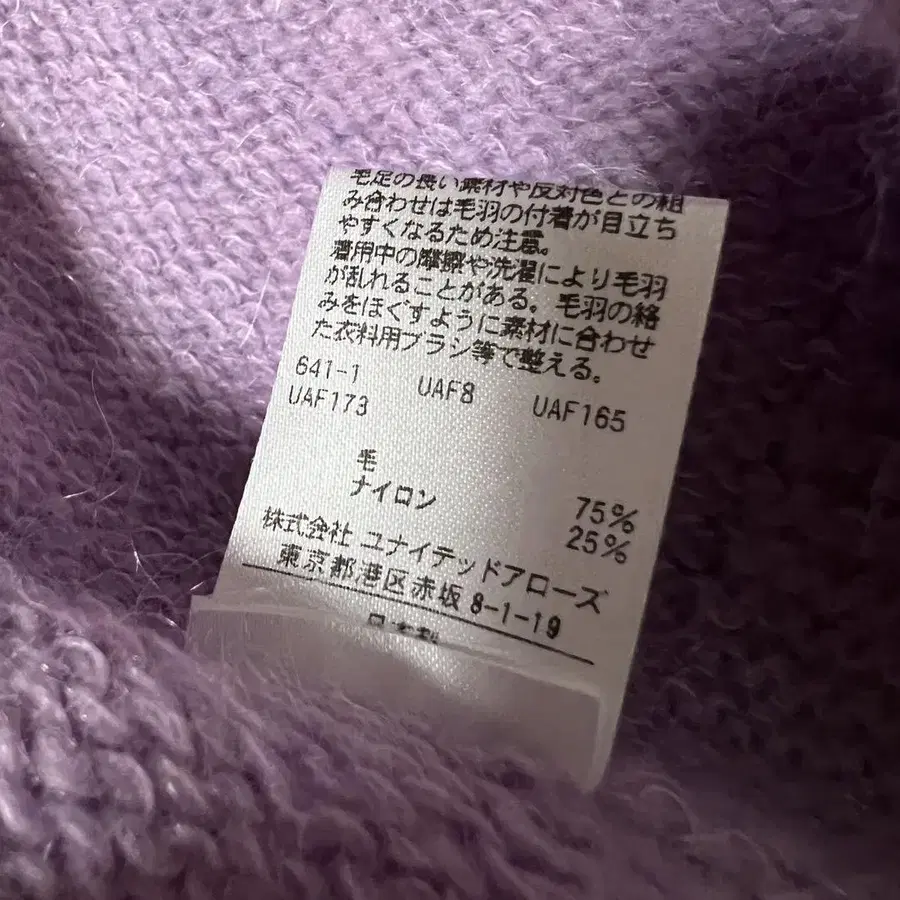 毛足の長い素材や反対色との組
み合わせは毛羽の付着が目立ち
やすくなるため注意。
着用中の摩擦や洗濯により毛羽
が乱れることがある。毛羽の絡
みをほぐすように素材に合わせ
た衣料用ブラシ等で整える。
641-1 UAF8 UAF165
UAF173
毛 75%
ナイロン 25%
株式会社 ユナイテッドアローズ
東京都港区赤坂 8-1-19
日本製